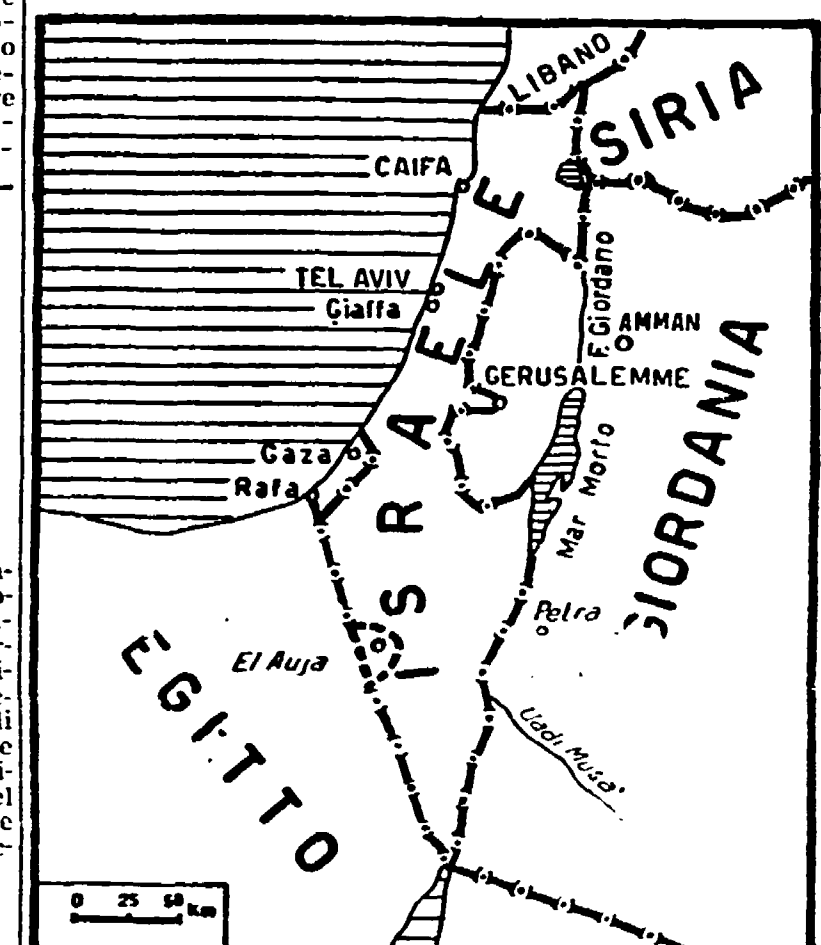 LIBANO
SIRIA
CAIFA
ISRAELE
TEL AVIV
Giaffa
F. Giordano
AMMAN
GERUSALEMME
GIORDANIA
Gaza
Rafa
Mar Morto
Petra
El Auja
EGITTO
Uadi Musa'
0 25 50 Km